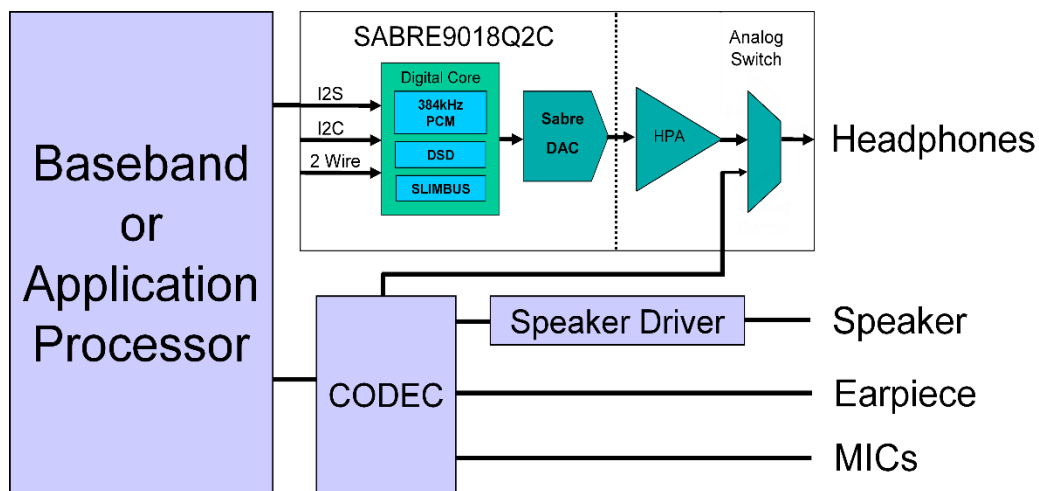 Baseband
or
Application
Processor
SABRE9018Q2C
I2S
I2C
2 Wire
Digital Core
384kHz
PCM
DSD
SLIMBUS
Sabre
DAC
HPA
Analog
Switch
Headphones
CODEC
Speaker Driver
Speaker
Earpiece
MICs